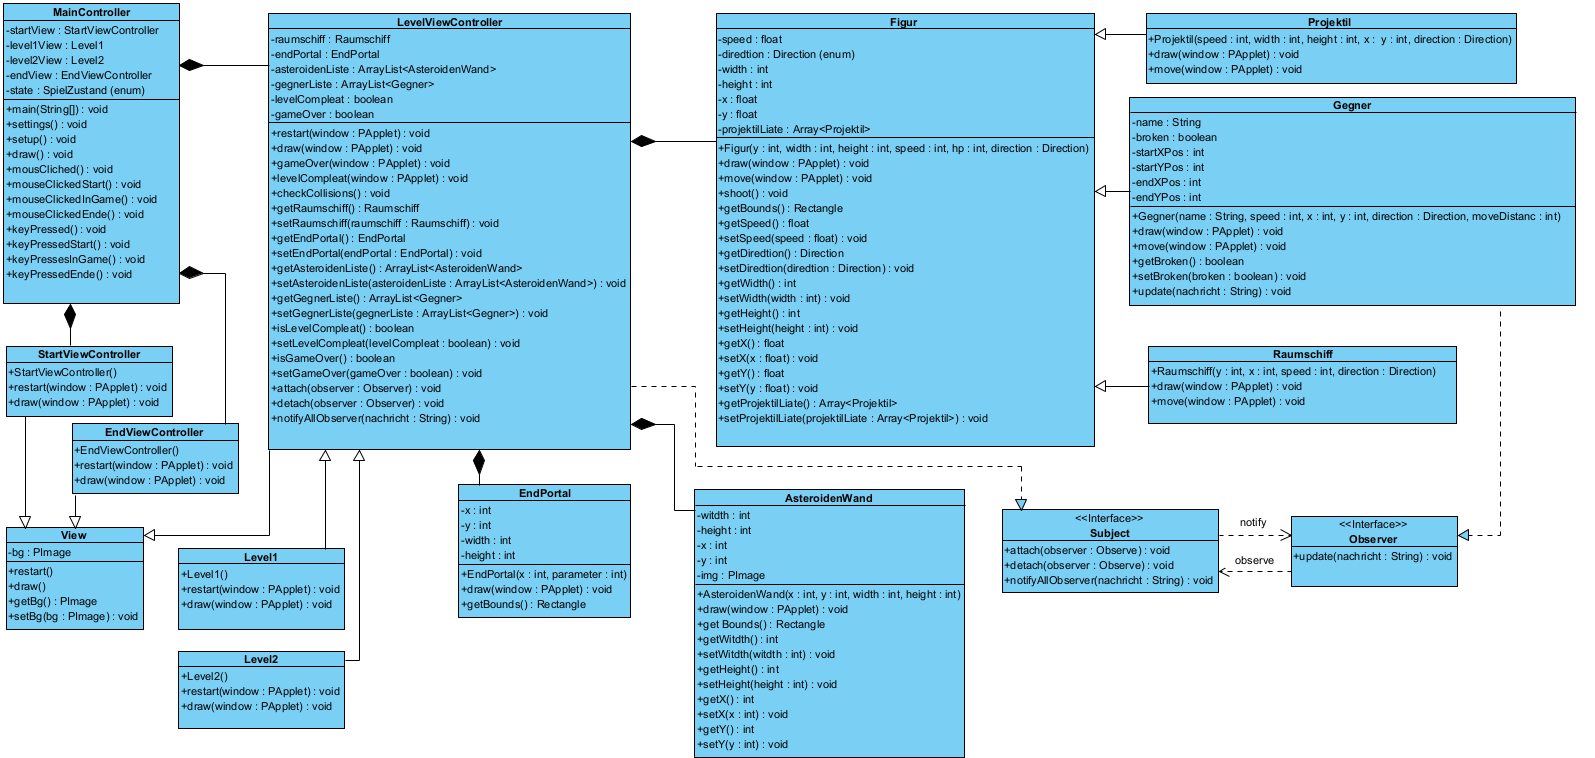 MainController
-startView : StartViewController
-level1View : Level1
-level2View : Level2
-endView : EndViewController
-state : SpielZustand (enum)
+main(String[]) : void
+settings() : void
+setup() : void
+draw() : void
+mousCliched() : void
+mouseClickedStart() : void
+mouseClickedInGame() : void
+mouseClickedEnde() : void
+keyPressed() : void
+keyPressedStart() : void
+keyPressesInGame() : void
+keyPressedEnde() : void
StartViewController
+StartViewController()
+restart(window : PApplet) : void
+draw(window : PApplet) : void
EndViewController
+EndViewController()
+restart(window : PApplet) : void
+draw(window : PApplet) : void
View
-bg : PImage
+restart()
+draw()
+getBg() : PImage
+setBg(bg : PImage) : void
Level1
+Level1()
+restart(window : PApplet) : void
+draw(window : PApplet) : void
Level2
+Level2()
+restart(window : PApplet) : void
+draw(window : PApplet) : void
LevelViewController
-raumschiff : Raumschiff
-endPortal : EndPortal
-asteroidenListe : ArrayList<AsteroidenWand>
-gegnerListe : ArrayList<Gegner>
-levelCompleat : boolean
-gameOver : boolean
+restart(window : PApplet) : void
+draw(window : PApplet) : void
+gameOver(window : PApplet) : void
+levelCompleat(window : PApplet) : void
+checkCollisions() : void
+getRaumschiff() : Raumschiff
+setRaumschiff(raumschiff : Raumschiff) : void
+getEndPortal() : EndPortal
+setEndPortal(endPortal : EndPortal) : void
+getAsteroidenListe() : ArrayList<AsteroidenWand>
+setAsteroidenListe(asteroidenListe : ArrayList<AsteroidenWand>) : void
+getGegnerListe() : ArrayList<Gegner>
+setGegnerListe(gegnerListe : ArrayList<Gegner>) : void
+isLevelCompleat() : boolean
+setLevelCompleat(levelCompleat : boolean) : void
+isGameOver() : boolean
+setGameOver(gameOver : boolean) : void
+attach(observer : Observer) : void
+detach(observer : Observer) : void
+notifyAllObserver(nachricht : String) : void
EndPortal
-x : int
-y : int
-width : int
-height : int
+EndPortal(x : int, parameter : int)
+draw(window : PApplet) : void
+getBounds() : Rectangle
Figur
-speed : float
-diredtion : Direction (enum)
-width : int
-height : int
-x : float
-y : float
-projektilLiate : Array<Projektil>
+Figur(y : int, width : int, height : int, speed : int, hp : int, direction : Direction)
+draw(window : PApplet) : void
+move(window : PApplet) : void
+shoot() : void
+getBounds() : Rectangle
+getSpeed() : float
+setSpeed(speed : float) : void
+getDiredtion() : Direction
+setDiredtion(diredtion : Direction) : void
+getWidth() : int
+setWidth(width : int) : void
+getHeight() : int
+setHeight(height : int) : void
+getX() : float
+setX(x : float) : void
+getY() : float
+setY(y : float) : void
+getProjektilLiate() : Array<Projektil>
+setProjektilLiate(projektilLiate : Array<Projektil>) : void
AsteroidenWand
-witdth : int
-height : int
-x : int
-y : int
-img : PImage
+AsteroidenWand(x : int, y : int, width : int, height : int)
+draw(window : PApplet) : void
+get Bounds() : Rectangle
+getWitdth() : int
+setWitdth(witdth : int) : void
+getHeight() : int
+setHeight(height : int) : void
+getX() : int
+setX(x : int) : void
+getY() : int
+setY(y : int) : void
Projektil
+Projektil(speed : int, width : int, height : int, x : y : int, direction : Direction)
+draw(window : PApplet) : void
+move(window : PApplet) : void
Gegner
-name : String
-broken : boolean
-startXPos : int
-startYPos : int
-endXPos : int
-endYPos : int
+Gegner(name : String, speed : int, x : int, y : int, direction : Direction, moveDistanc : int)
+draw(window : PApplet) : void
+move(window : PApplet) : void
+getBroken() : boolean
+setBroken(broken : boolean) : void
+update(nachricht : String) : void
Raumschiff
+Raumschiff(y : int, x : int, speed : int, direction : Direction)
+draw(window : PApplet) : void
+move(window : PApplet) : void
<<Interface>>
Subject
+attach(observer : Observe) : void
+detach(observer : Observe) : void
+notifyAllObserver(nachricht : String) : void
notify
observe
<<Interface>>
Observer
+update(nachricht : String) : void